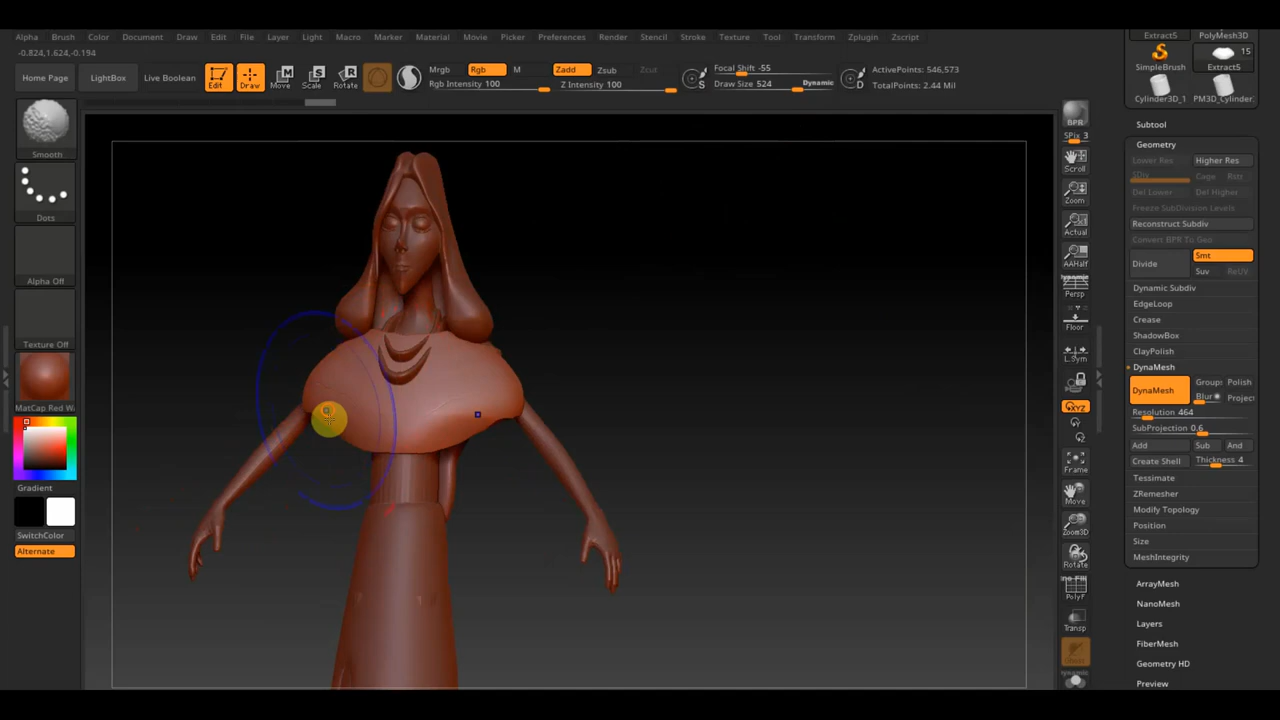 Alpha Brush Color Document Draw Edit File Layer Light Macro Marker Material Movie Picker Preferences Render Stencil Stroke Texture Tool Transform Zplugin Zscript
-0.824,1.624,-0.194
Home Page LightBox Live Boolean Edit Draw Move Scale Rotate
Mrgb Rgb M Zadd Zsub Zcut
Rgb Intensity 100 Z Intensity 100
Focal Shift -55
Draw Size 524 Dynamic
ActivePoints: 546,573
TotalPoints: 2.44 Mil
Smooth
Dots
Alpha Off
Texture Off
MatCap Red W
Gradient
SwitchColor
Alternate
BPR
SPix 3
Scroll
Zoom
Actual
AAHalf
Dynamic
Persp
Floor
L.Sym
XYZ
Frame
Move
Zoom3D
Rotate
PolyF
Transp
Extract5 PolyMesh3D
15
SimpleBrush Extract5
Cylinder3D_1 PM3D_Cylinder
Subtool
Geometry
Lower Res Higher Res
SDiv Cage Rstr
Del Lower Del Higher
Freeze SubDivision Levels
Reconstruct Subdiv
Convert BPR To Geo
Divide Smt
Suv ReUV
Dynamic Subdiv
EdgeLoop
Crease
ShadowBox
ClayPolish
DynaMesh
DynaMesh Group Polish
Blur Projec
Resolution 464
SubProjection 0.6
Add Sub And
Create Shell Thickness 4
Tessimate
ZRemesher
Modify Topology
Position
Size
MeshIntegrity
ArrayMesh
NanoMesh
Layers
FiberMesh
Geometry HD
Preview